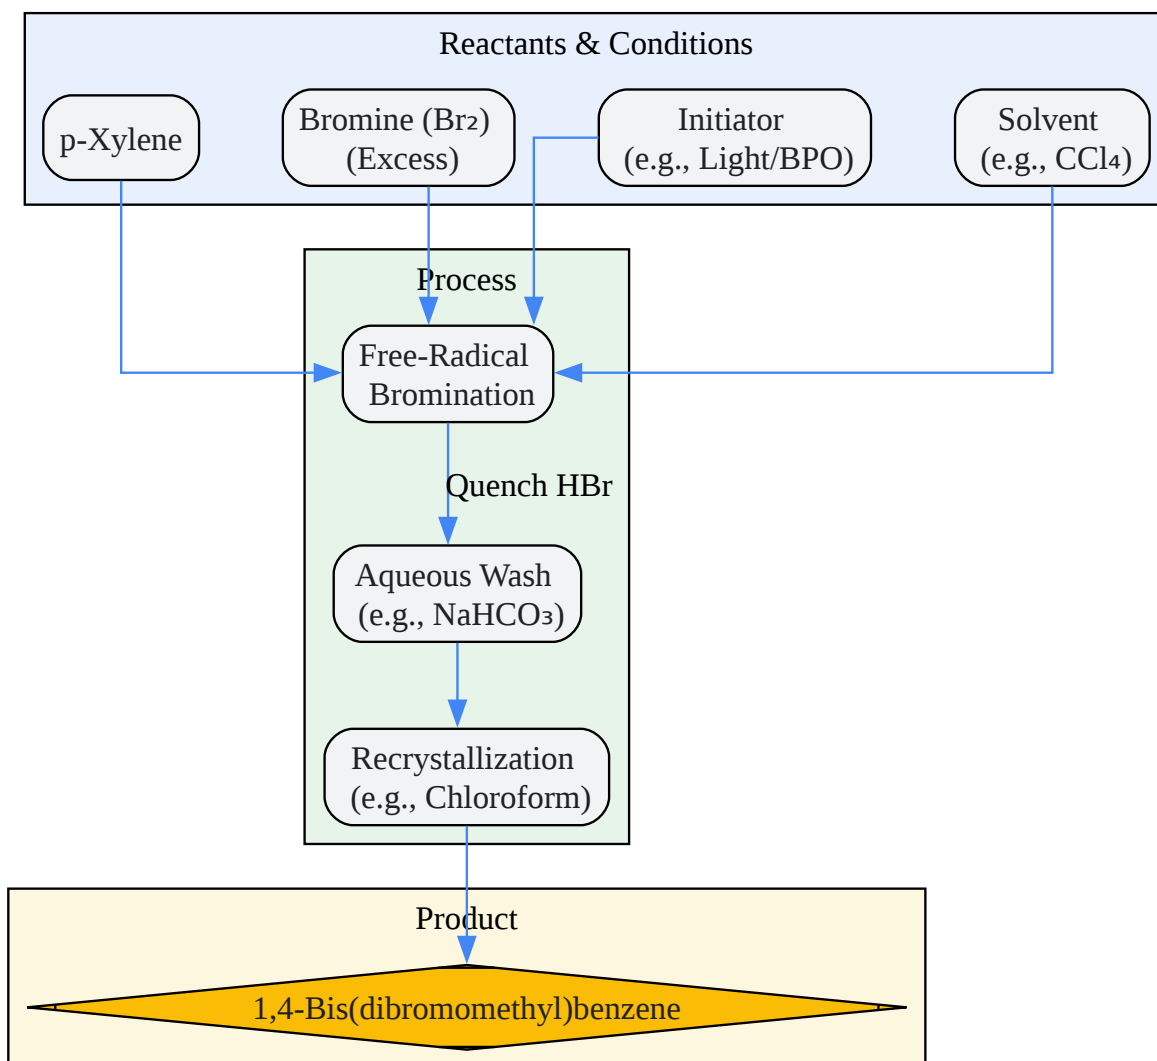 Reactants & Conditions
p-Xylene
Bromine (Br₂)
(Excess)
Initiator
(e.g., Light/BPO)
Solvent
(e.g., CCl₄)
Process
Free-Radical
Bromination
Quench HBr
Aqueous Wash
(e.g., NaHCO₃)
Recrystallization
(e.g., Chloroform)
Product
1,4-Bis(dibromomethyl)benzene